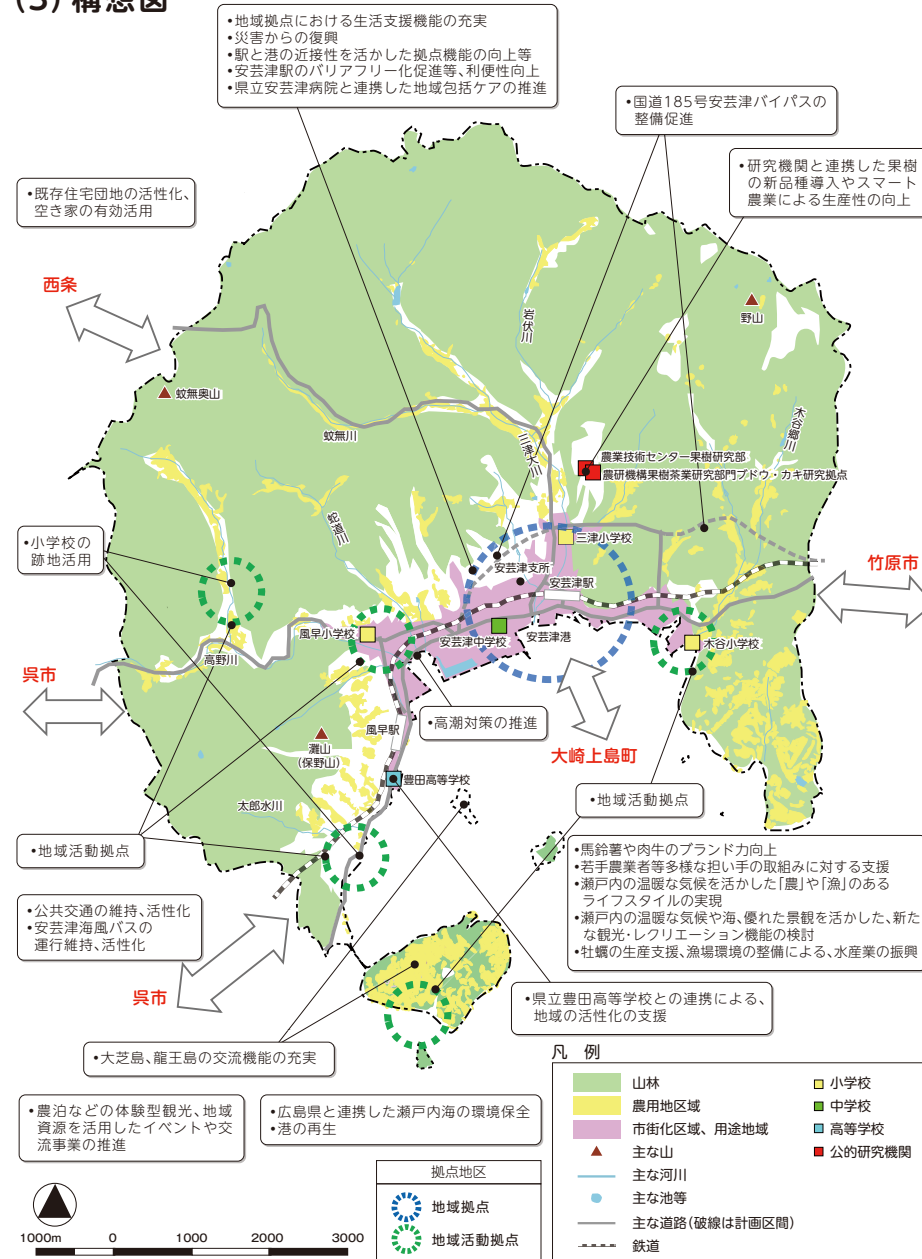 (3) 構想図
•地域拠点における生活支援機能の充実
•災害からの復興
•駅と港の近接性を活かした拠点機能の向上等
•安芸津駅のバリアフリー化促進等、利便性向上
•県立安芸津病院と連携した地域包括ケアの推進
•国道185号安芸津バイパスの
整備促進
•研究機関と連携した果樹
の新品種導入やスマート
農業による生産性の向上
•既存住宅団地の活性化、
空き家の有効活用
西条
野山
岩伏川
蚊無奥山
蚊無川
三津大川
木谷郷川
農業技術センター果樹研究部
農研機構果樹茶業研究部門ブドウ・カキ研究拠点
蛇道川
•小学校の
跡地活用
三津小学校
安芸津支所
安芸津駅
竹原市
風早小学校
安芸津中学校
安芸津港
木谷小学校
高野川
呉市
•高潮対策の推進
風早駅
灘山
(保野山)
大崎上島町
豊田高等学校
太郎水川
•地域活動拠点
•地域活動拠点
•馬鈴薯や肉牛のブランド力向上
•若手農業者等多様な担い手の取組みに対する支援
•瀬戸内の温暖な気候を活かした「農」や「漁」のある
ライフスタイルの実現
•瀬戸内の温暖な気候や海、優れた景観を活かした、新た
な観光・レクリエーション機能の検討
•牡蠣の生産支援、漁場環境の整備による、水産業の振興
•公共交通の維持、活性化
•安芸津海風バスの
運行維持、活性化
呉市
•県立豊田高等学校との連携による、
地域の活性化の支援
•大芝島、龍王島の交流機能の充実
•農泊などの体験型観光、地域
資源を活用したイベントや交
流事業の推進
•広島県と連携した瀬戸内海の環境保全
•港の再生
凡 例
山林
農用地区域
市街化区域、用途地域
主な山
主な河川
主な池等
主な道路(破線は計画区間)
鉄道
小学校
中学校
高等学校
公的研究機関
拠点地区
地域拠点
地域活動拠点
1000m 0 1000 2000 3000